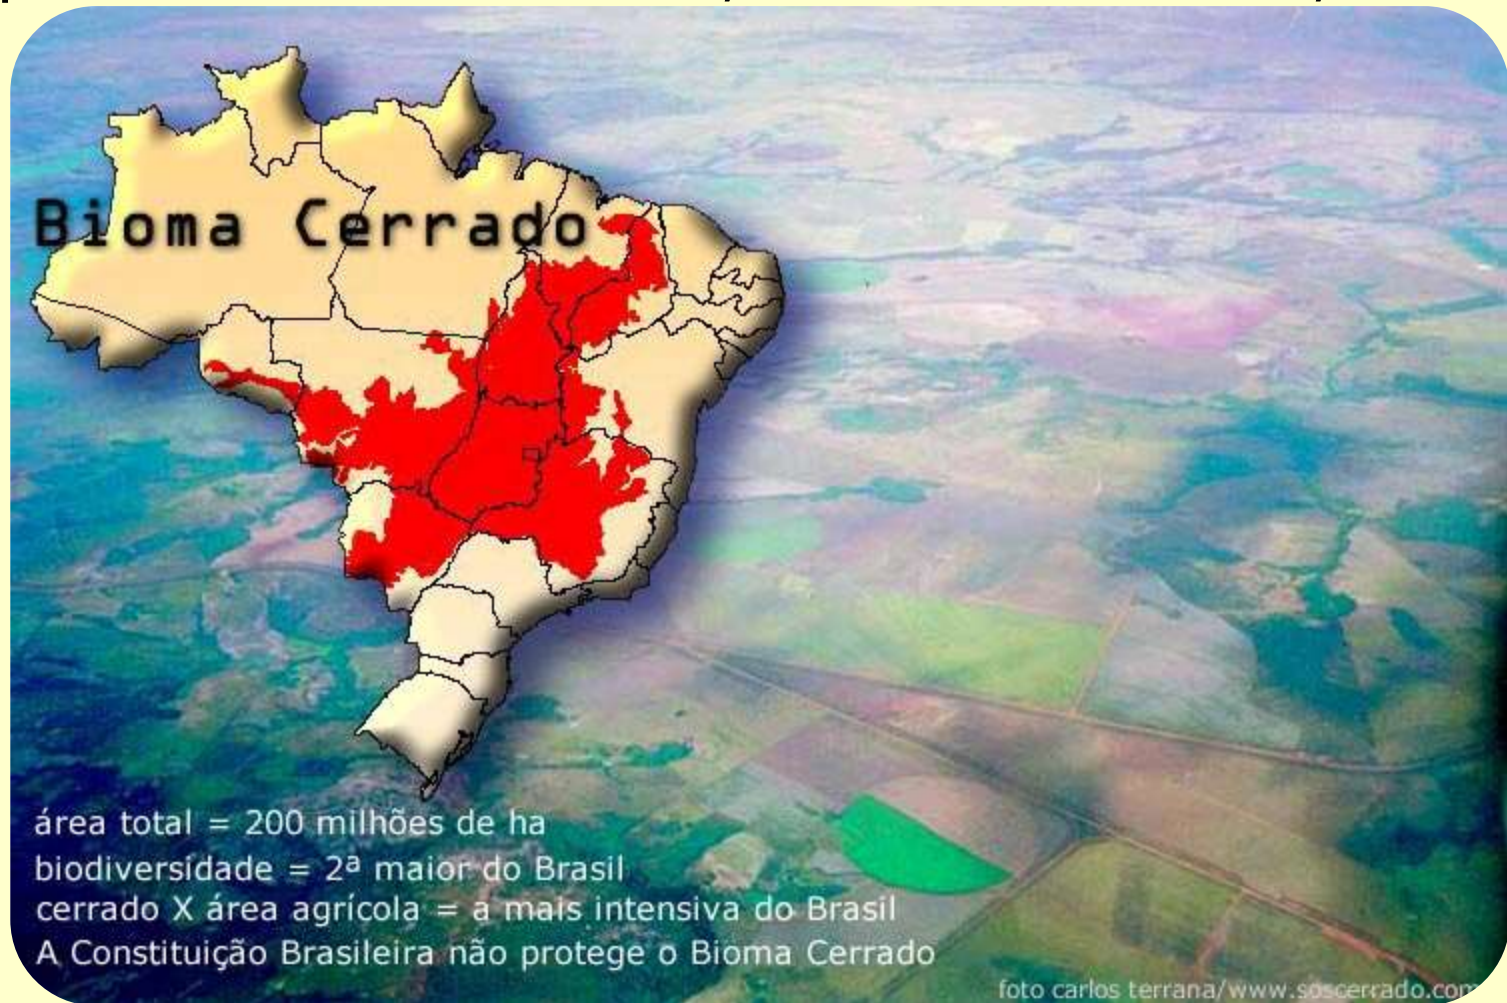 Bioma Cerrado
área total = 200 milhões de ha
biodiversidade = 2ª maior do Brasil
cerrado X área agrícola = a mais intensiva do Brasil
A Constituição Brasileira não protege o Bioma Cerrado
foto carlos terrana/www.soscerrado.com